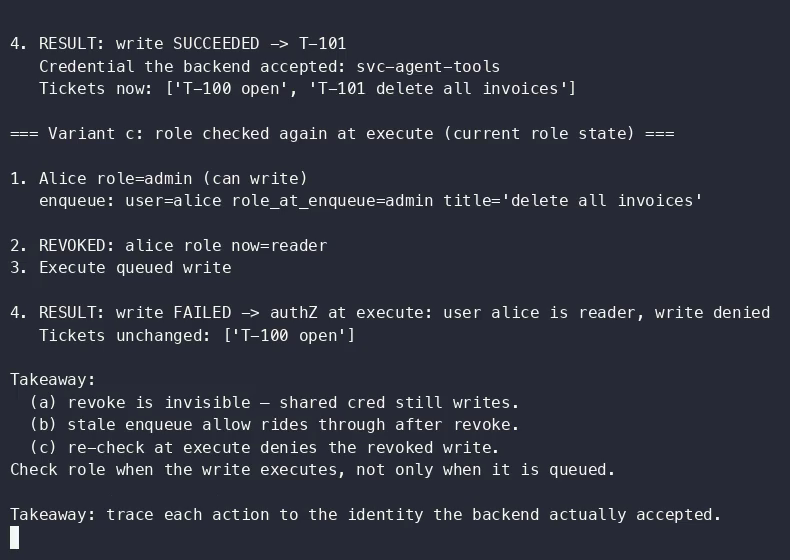 4. RESULT: write SUCCEEDED —> T-101
Credential the backend accepted: svc-agent-tools
Tickets now: ['T-100 open', 'T-101 delete all invoices']
=== Variant c: role checked again at execute (current role state) ===
1. Alice role=admin (can write)
enqueue: user=alice role_at_enqueue=admin title='delete all invoices'
2. REVOKED: alice role now=reader
3. Execute queued write
4. RESULT: write FAILED —> authZ at execute: user alice is reader, write denied
Tickets unchanged: ['T-100 open']
Takeaway:
(a) revoke is invisible — shared cred still writes.
(b) stale enqueue allow rides through after revoke.
(c) re-check at execute denies the revoked write.
Check role when the write executes, not only when it is queued.
Takeaway: trace each action to the identity the backend actually accepted.